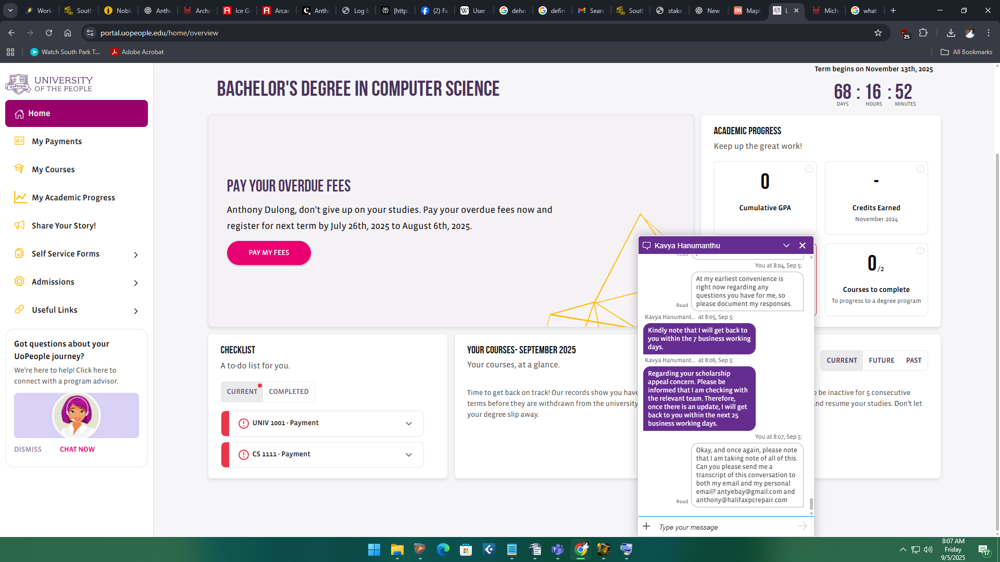 Work
South
Noble
Anth
Archn
Ice G
Arcan
Antho
Log I
[http:
(2) Fa
User
deho
defin
Searc
South
stake
New
Mapl
U
Mich
what
portal.uopeople.edu/home/overview
25
Watch South Park T...
Adobe Acrobat
All Bookmarks
UoPeople
UNIVERSITY
OF THE PEOPLE
Home
My Payments
My Courses
My Academic Progress
Share Your Story!
Self Service Forms
Admissions
Useful Links
Got questions about your
UoPeople journey?
We're here to help! Click here to
connect with a program advisor.
DISMISS
CHAT NOW
Term begins on November 13th, 2025
BACHELOR'S DEGREE IN COMPUTER SCIENCE
68 : 16 : 52
DAYS HOURS MINUTES
PAY YOUR OVERDUE FEES
Anthony Dulong, don't give up on your studies. Pay your overdue fees now and
register for next term by July 26th, 2025 to August 6th, 2025.
PAY MY FEES
ACADEMIC PROGRESS
Keep up the great work!
0
Cumulative GPA
-
Credits Earned
November 2024
0/2
Courses to complete
To progress to a degree program
CHECKLIST
A to-do list for you.
CURRENT
COMPLETED
UNIV 1001 - Payment
CS 1111 - Payment
YOUR COURSES- SEPTEMBER 2025
Your courses, at a glance.
CURRENT
FUTURE
PAST
Time to get back on track! Our records show you have
o be inactive for 5 consecutive
terms before they are withdrawn from the university
nd resume your studies. Don't let
your degree slip away.
Kavya Hanumanthu
You at 8:04, Sep 5:
At my earliest convenience is
right now regarding any
questions you have for me, so
please document my responses.
Read
Kavya Hanumant... at 8:05, Sep 5:
Kindly note that I will get back to
you within the 7 business working
days.
Kavya Hanumant... at 8:06, Sep 5:
Regarding your scholarship
appeal concern. Please be
informed that I am checking with
the relevant team. Therefore,
once there is an update, I will get
back to you within the next 25
business working days.
You at 8:07, Sep 5:
Okay, and once again, please note
that I am taking note of all of this.
Can you please send me a
transcript of this conversation to
both my email and my personal
email? antyebay@gmail.com and
anthony@halifaxpcrepair.com
Read
Type your message
8:07 AM
Friday
9/5/2025
17